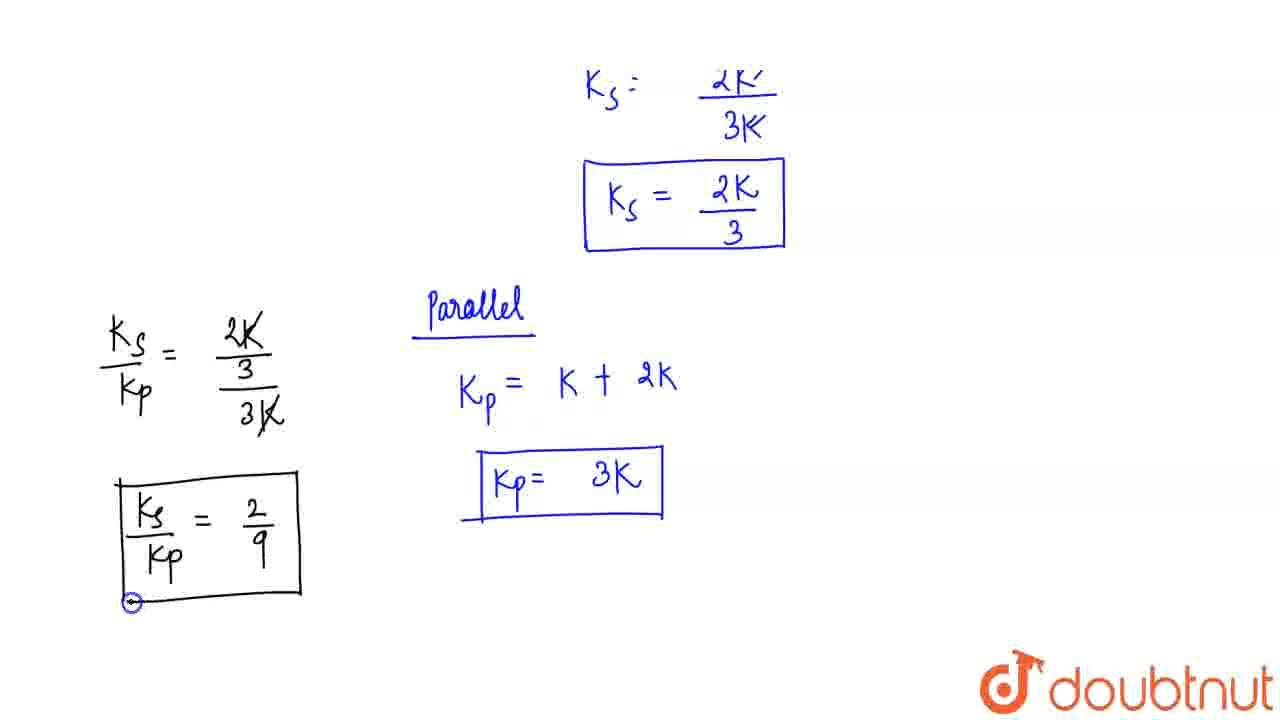 Ks = 2K²/3K
Ks = 2K/3
Parallel
Kp = K + 2K
Kp = 3K
Ks/Kp = (2K/3)/3K
Ks/Kp = 2/9
doubtnut